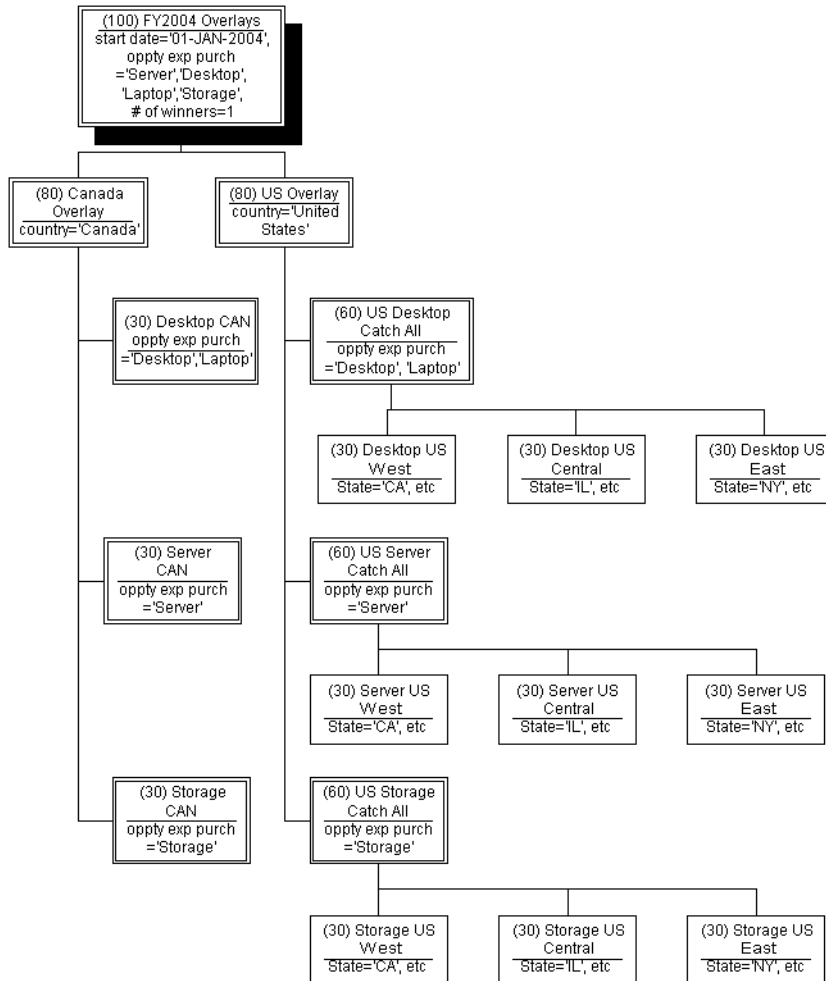 (100) FY2004 Overlays
start date='01-JAN-2004',
oppty exp purch
='Server','Desktop',
'Laptop','Storage',
# of winners=1
(80) Canada
Overlay
country='Canada'
(80) US Overlay
country='United
States'
(30) Desktop CAN
oppty exp purch
='Desktop','Laptop'
(60) US Desktop
Catch All
oppty exp purch
='Desktop', 'Laptop'
(30) Desktop US
West
State='CA', etc
(30) Desktop US
Central
State='IL', etc
(30) Desktop US
East
State='NY', etc
(30) Server
CAN
oppty exp purch
='Server'
(60) US Server
Catch All
oppty exp purch
='Server'
(30) Server US
West
State='CA', etc
(30) Server US
Central
State='IL', etc
(30) Server US
East
State='NY', etc
(30) Storage
CAN
oppty exp purch
='Storage'
(60) US Storage
Catch All
oppty exp purch
='Storage'
(30) Storage US
West
State='CA', etc
(30) Storage US
Central
State='IL', etc
(30) Storage US
East
State='NY', etc